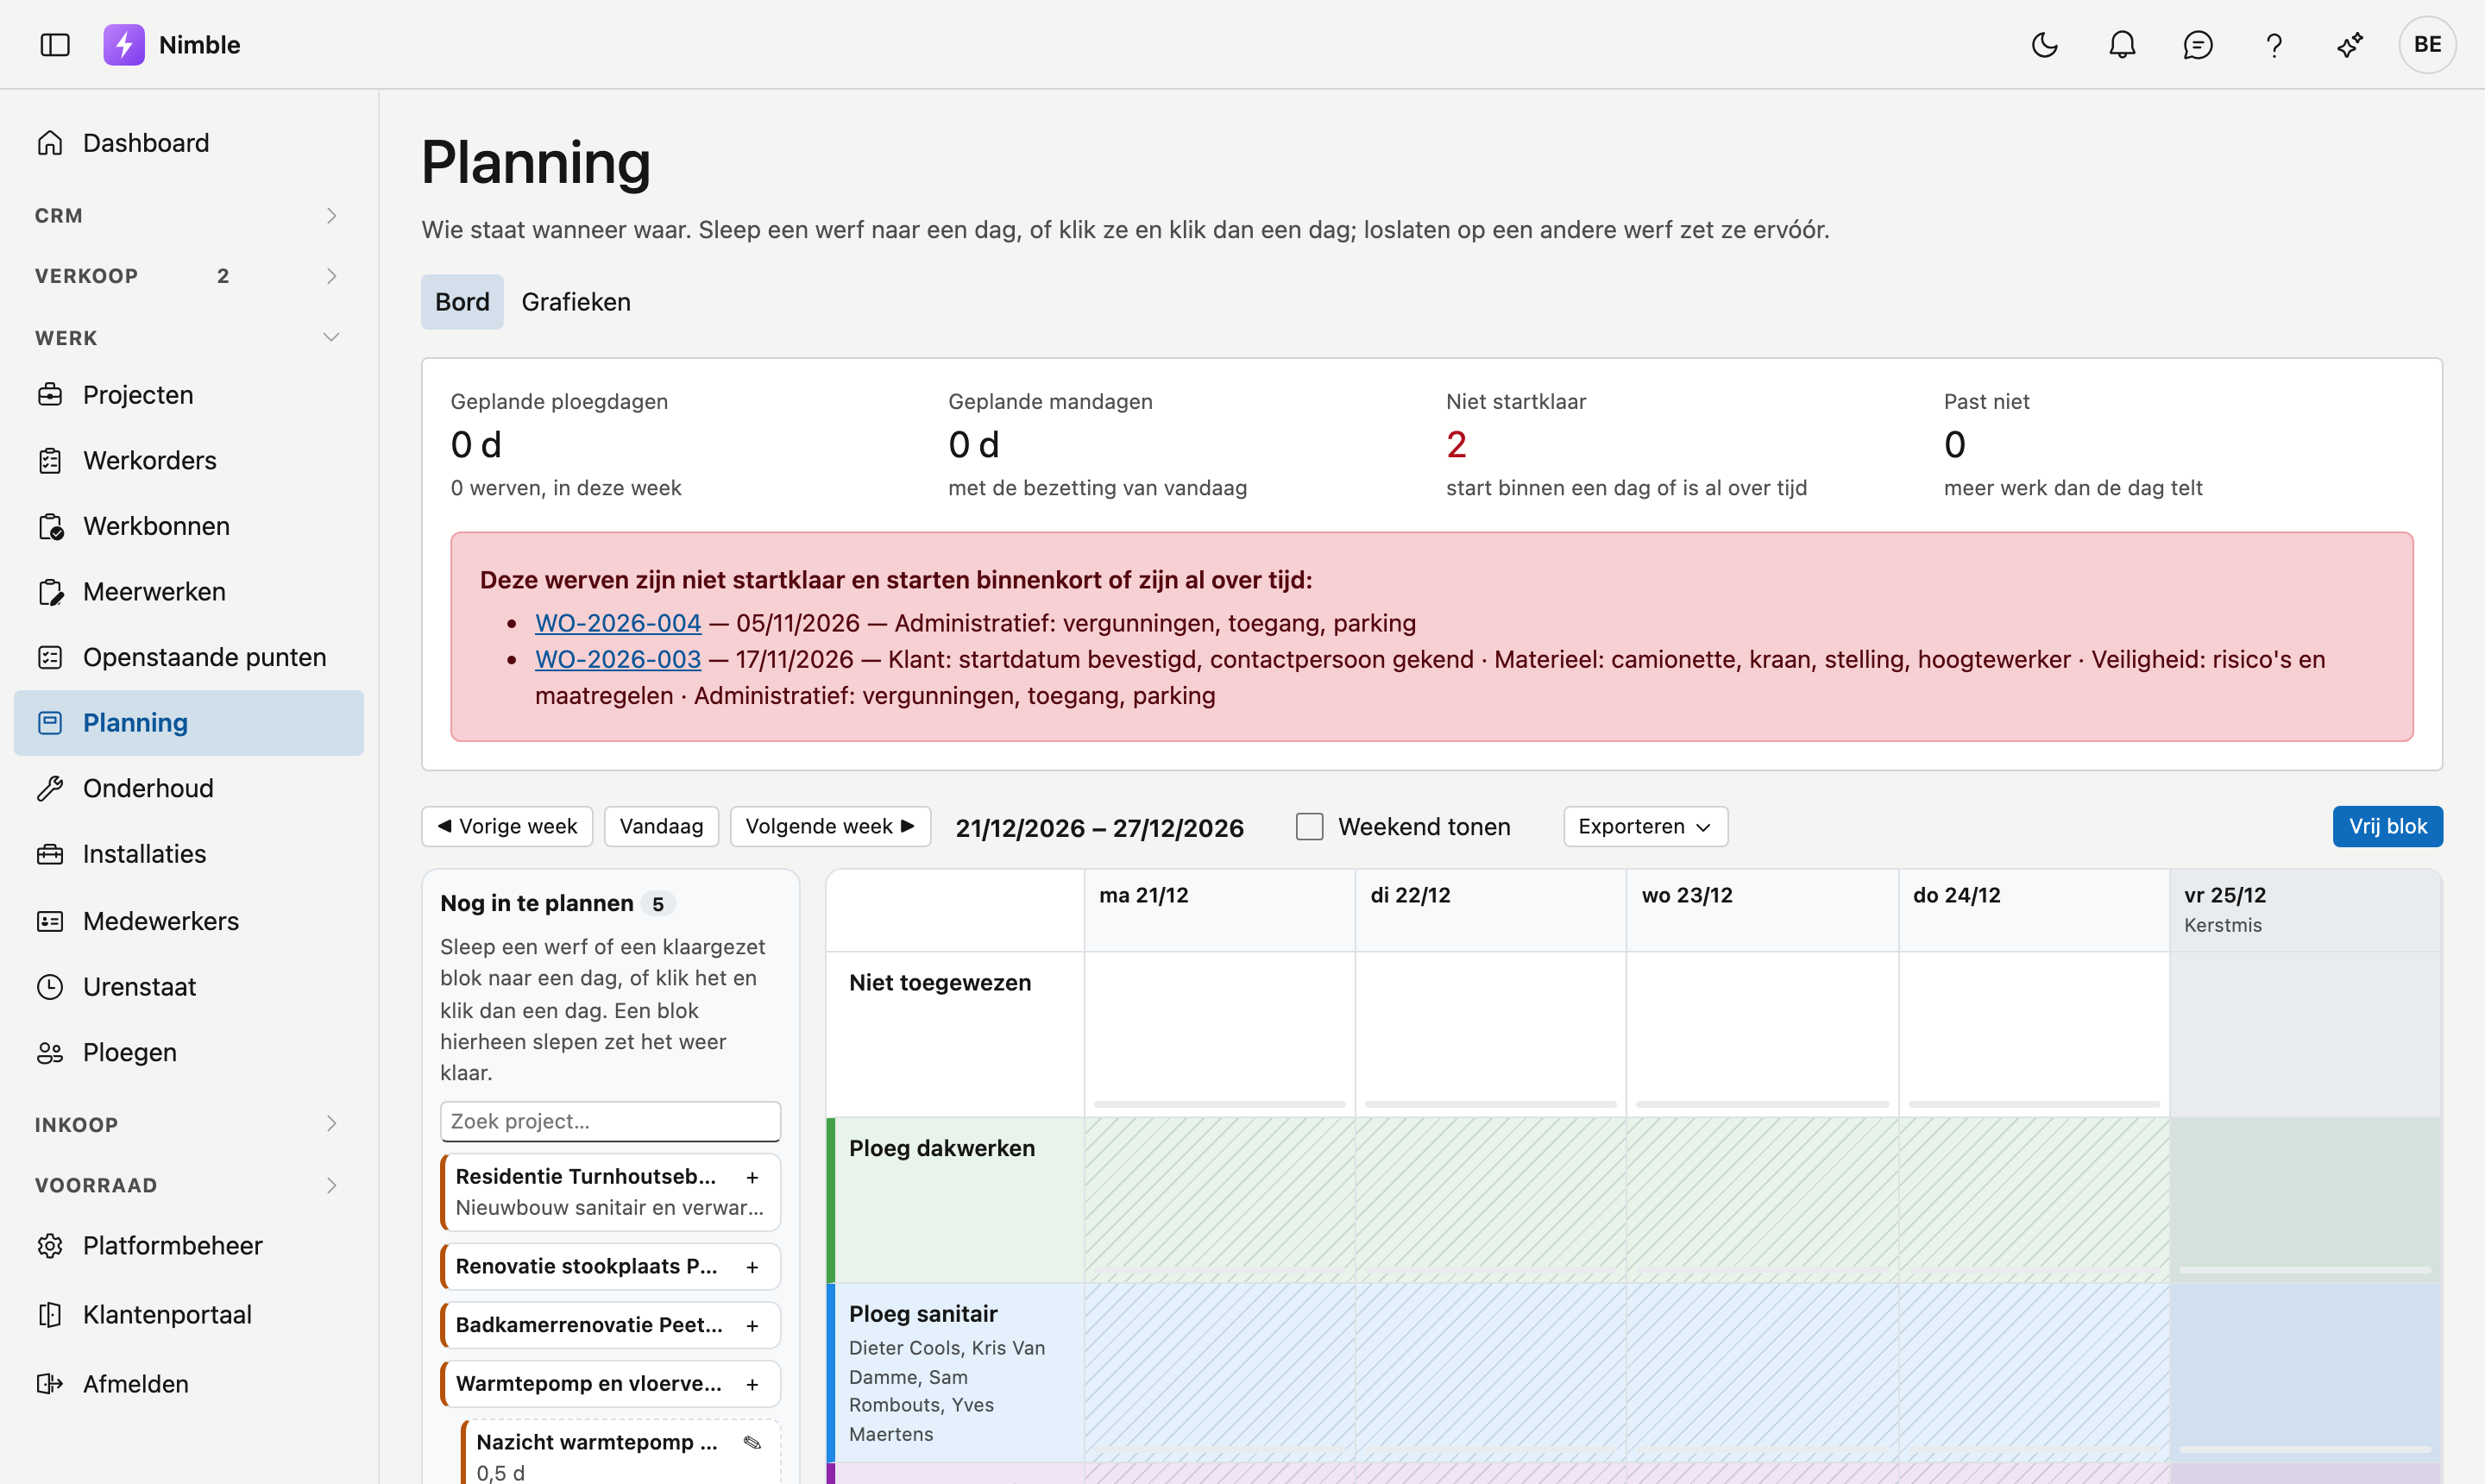 Nimble
BE
Dashboard
CRM
VERKOOP 2
WERK
Projecten
Werkorders
Werkbonnen
Meerwerken
Openstaande punten
Planning
Onderhoud
Installaties
Medewerkers
Urenstaat
Ploegen
INKOOP
VOORRAAD
Platformbeheer
Klantenportaal
Afmelden
Planning
Wie staat wanneer waar. Sleep een werf naar een dag, of klik ze en klik dan een dag; loslaten op een andere werf zet ze ervóór.
Bord Grafieken
Geplande ploegdagen
0 d
0 werven, in deze week
Geplande mandagen
0 d
met de bezetting van vandaag
Niet startklaar
2
start binnen een dag of is al over tijd
Past niet
0
meer werk dan de dag telt
Deze werven zijn niet startklaar en starten binnenkort of zijn al over tijd:
• WO-2026-004 — 05/11/2026 — Administratief: vergunningen, toegang, parking
• WO-2026-003 — 17/11/2026 — Klant: startdatum bevestigd, contactpersoon gekend · Materieel: camionette, kraan, stelling, hoogtewerker · Veiligheid: risico's en
maatregelen · Administratief: vergunningen, toegang, parking
◀ Vorige week Vandaag Volgende week ▶ 21/12/2026 – 27/12/2026 Weekend tonen Exporteren Vrij blok
Nog in te plannen 5
Sleep een werf of een klaargezet
blok naar een dag, of klik het en
klik dan een dag. Een blok
hierheen slepen zet het weer
klaar.
Zoek project...
Residentie Turnhoutseb... +
Nieuwbouw sanitair en verwar...
Renovatie stookplaats P... +
Badkamerrenovatie Peet... +
Warmtepomp en vloerve... +
Nazicht warmtepomp ... ✎
0,5 d
ma 21/12 di 22/12 wo 23/12 do 24/12 vr 25/12
Kerstmis
Niet toegewezen
Ploeg dakwerken
Ploeg sanitair
Dieter Cools, Kris Van
Damme, Sam
Rombouts, Yves
Maertens